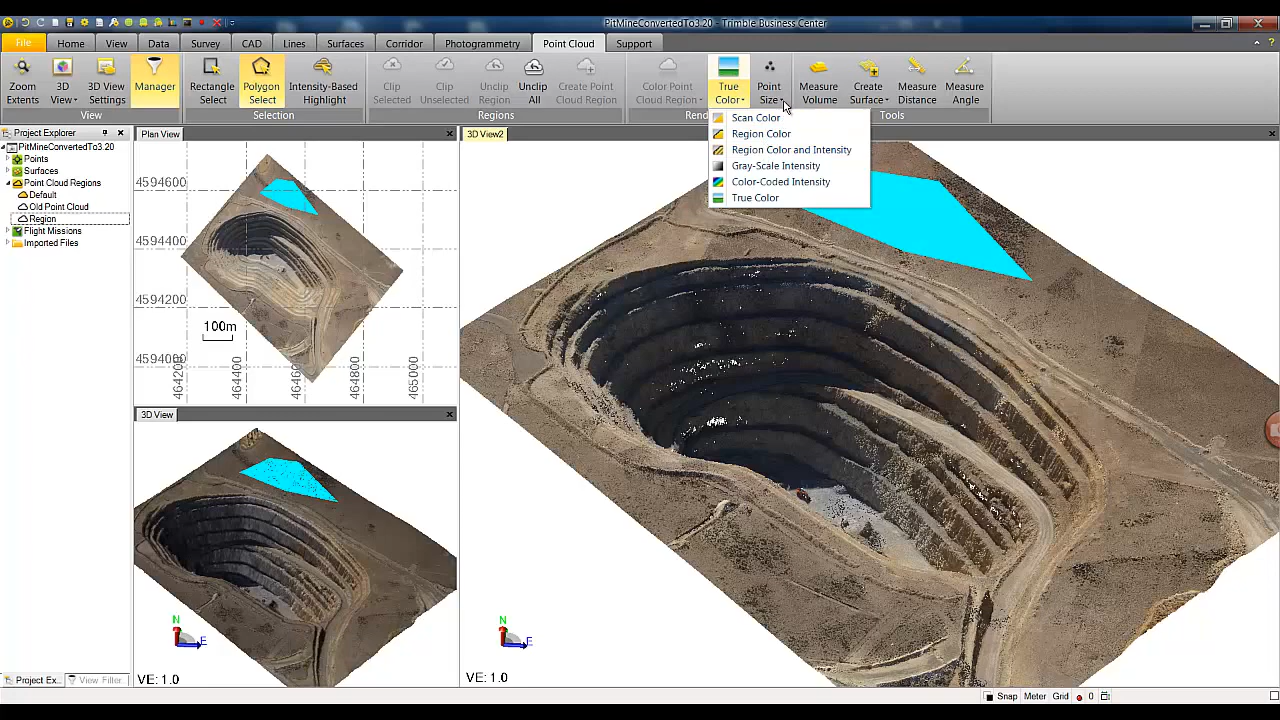 PitMineConvertedTo3.20 - Trimble Business Center
File Home View Data Survey CAD Lines Surfaces Corridor Photogrammetry Point Cloud Support
Zoom Extents
3D View
3D View Settings
Manager
Rectangle Select
Polygon Select
Intensity-Based Highlight
Clip Selected
Clip Unselected
Unclip Region
Unclip All
Create Point Cloud Region
Color Point Cloud Region
True Color
Point Size
Measure Volume
Create Surface
Measure Distance
Measure Angle
View Selection Regions Rend Tools
Scan Color
Region Color
Region Color and Intensity
Gray-Scale Intensity
Color-Coded Intensity
True Color
Project Explorer
PitMineConvertedTo3.20
Points
Surfaces
Point Cloud Regions
Default
Old Point Cloud
Region
Flight Missions
Imported Files
Project Ex... View Filter...
Plan View
4594600
4594400
4594200
4594000
100m
464200
464400
464600
464800
465000
3D View
N
E
VE: 1.0
3D View2
N
E
VE: 1.0
Snap Meter Grid 0